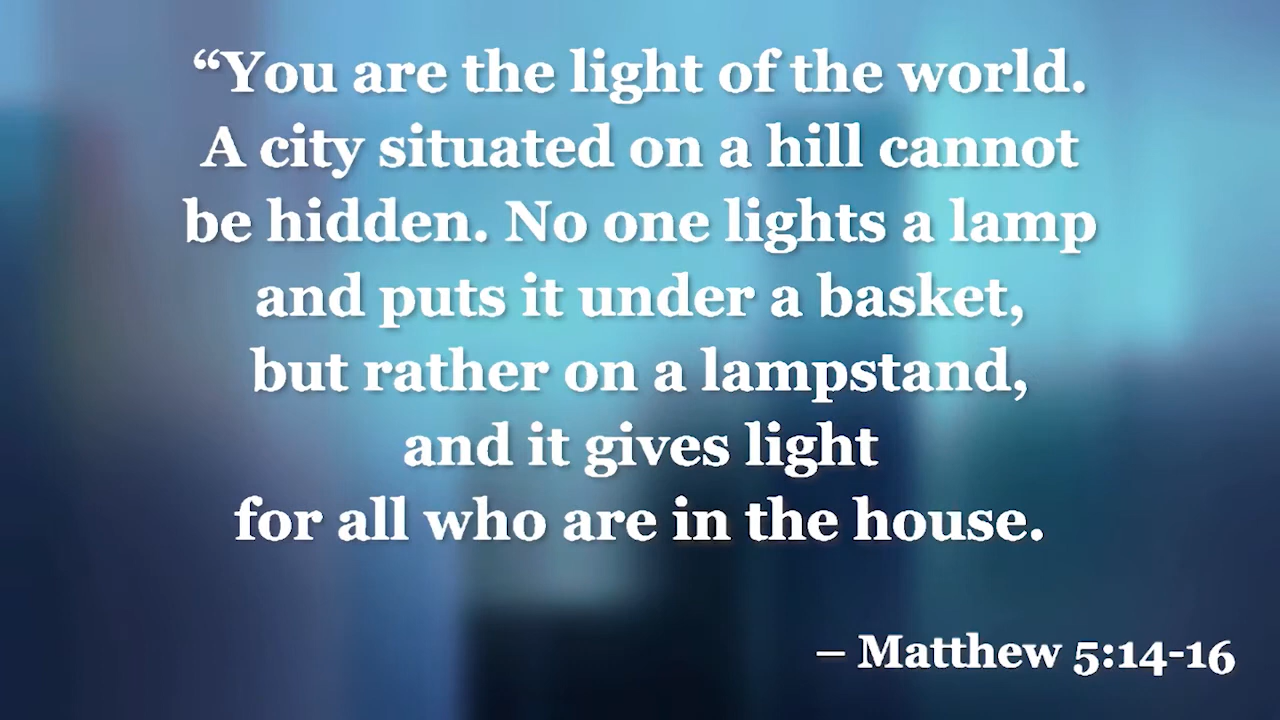 “You are the light of the world.
A city situated on a hill cannot
be hidden. No one lights a lamp
and puts it under a basket,
but rather on a lampstand,
and it gives light
for all who are in the house.
– Matthew 5:14-16